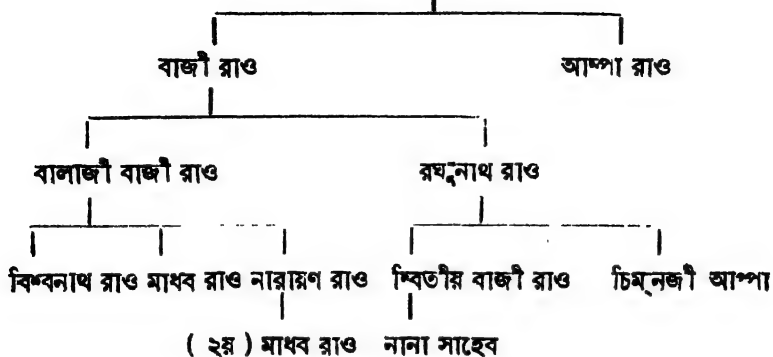 বাজী রাও আপ্পা রাও
বালাজী বাজী রাও রঘুনাথ রাও
বিশ্বনাথ রাও মাধব রাও নারায়ণ রাও দ্বিতীয় বাজী রাও চিম্‌নজী আপ্পা
( ২য় ) মাধব রাও নানা সাহেব